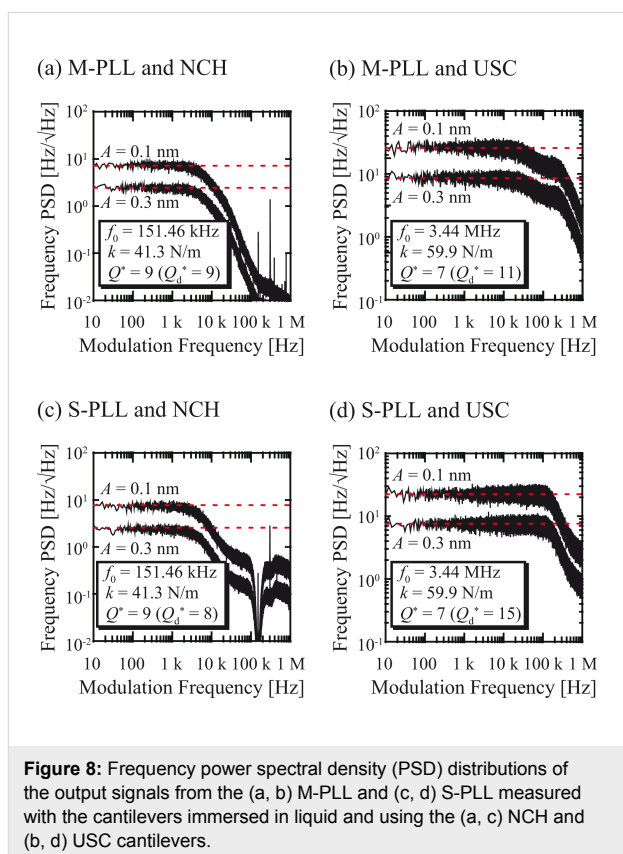 (a) M-PLL and NCH
Frequency PSD [Hz/√Hz]
10²
10¹
10⁰
10⁻¹
10⁻²
A = 0.1 nm
A = 0.3 nm
f₀ = 151.46 kHz
k = 41.3 N/m
Q* = 9 (Q_d* = 9)
10 100 1 k 10 k 100 k 1 M
Modulation Frequency [Hz]
(b) M-PLL and USC
Frequency PSD [Hz/√Hz]
10²
10¹
10⁰
10⁻¹
A = 0.1 nm
A = 0.3 nm
f₀ = 3.44 MHz
k = 59.9 N/m
Q* = 7 (Q_d* = 11)
10 100 1 k 10 k 100 k 1 M
Modulation Frequency [Hz]
(c) S-PLL and NCH
Frequency PSD [Hz/√Hz]
10²
10¹
10⁰
10⁻¹
10⁻²
A = 0.1 nm
A = 0.3 nm
f₀ = 151.46 kHz
k = 41.3 N/m
Q* = 9 (Q_d* = 8)
10 100 1 k 10 k 100 k 1 M
Modulation Frequency [Hz]
(d) S-PLL and USC
Frequency PSD [Hz/√Hz]
10²
10¹
10⁰
10⁻¹
A = 0.1 nm
A = 0.3 nm
f₀ = 3.44 MHz
k = 59.9 N/m
Q* = 7 (Q_d* = 15)
10 100 1 k 10 k 100 k 1 M
Modulation Frequency [Hz]
Figure 8: Frequency power spectral density (PSD) distributions of
the output signals from the (a, b) M-PLL and (c, d) S-PLL measured
with the cantilevers immersed in liquid and using the (a, c) NCH and
(b, d) USC cantilevers.